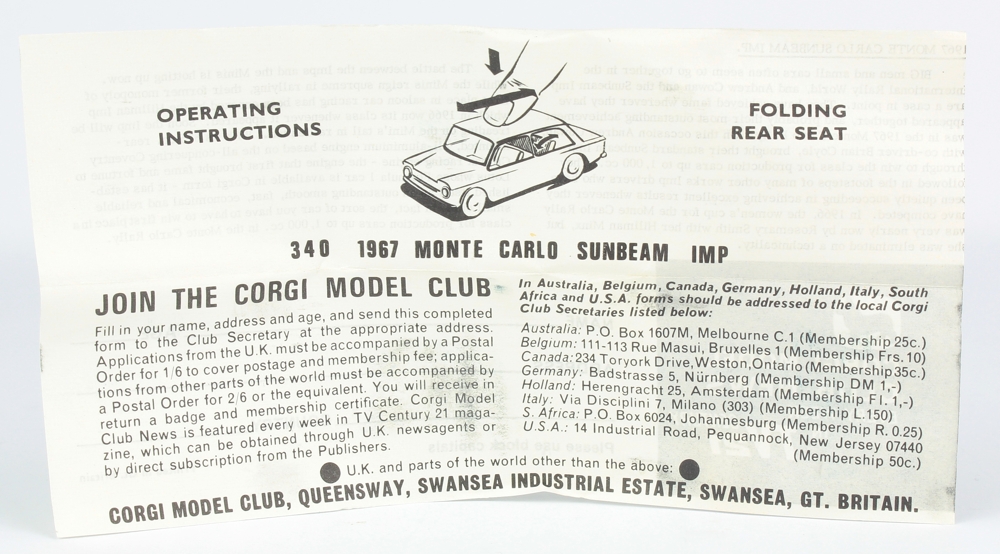 OPERATING
INSTRUCTIONS
FOLDING
REAR SEAT
340 1967 MONTE CARLO SUNBEAM IMP
JOIN THE CORGI MODEL CLUB
Fill in your name, address and age, and send this completed
form to the Club Secretary at the appropriate address.
Applications from the U.K. must be accompanied by a Postal
Order for 1/6 to cover postage and membership fee; applica-
tions from other parts of the world must be accompanied by
a Postal Order for 2/6 or the equivalent. You will receive in
return a badge and membership certificate. Corgi Model
Club News is featured every week in TV Century 21 maga-
zine, which can be obtained through U.K. newsagents or
by direct subscription from the Publishers.
In Australia, Belgium, Canada, Germany, Holland, Italy, South
Africa and U.S.A. forms should be addressed to the local Corgi
Club Secretaries listed below:
Australia: P.O. Box 1607M, Melbourne C.1 (Membership 25c.)
Belgium: 111-113 Rue Masui, Bruxelles 1 (Membership Frs. 10)
Canada: 234 Toryork Drive, Weston, Ontario (Membership 35c.)
Germany: Badstrasse 5, Nürnberg (Membership DM 1,-)
Holland: Herengracht 25, Amsterdam (Membership Fl. 1,-)
Italy: Via Disciplini 7, Milano (303) (Membership L.150)
S. Africa: P.O. Box 6024, Johannesburg (Membership R. 0.25)
U.S.A.: 14 Industrial Road, Pequannock, New Jersey 07440
(Membership 50c.)
U.K. and parts of the world other than the above:
CORGI MODEL CLUB, QUEENSWAY, SWANSEA INDUSTRIAL ESTATE, SWANSEA, GT. BRITAIN.